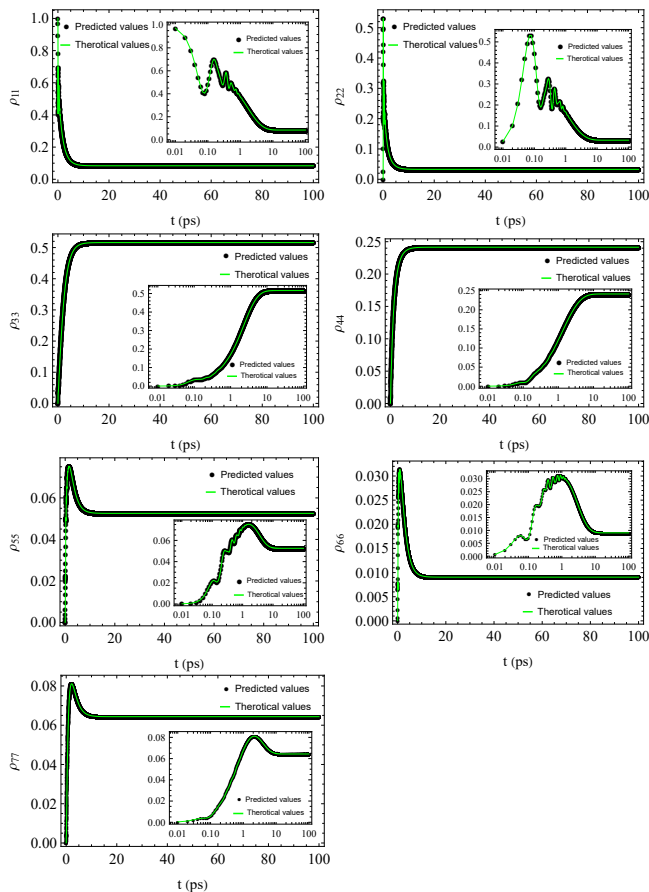 1.0
0.8
0.6
0.4
0.2
0.0
ρ11
Predicted values
Therotical values
1.0
0.8
0.6
0.4
0.2
0.0
Predicted values
Therotical values
0.01 0.10 1 10 100
0 20 40 60 80 100
t (ps)
0.5
0.4
0.3
0.2
0.1
0.0
ρ22
Predicted values
Therotical values
0.5
0.4
0.3
0.2
0.1
0.0
Predicted values
Therotical values
0.01 0.10 1 10 100
0 20 40 60 80 100
t (ps)
0.5
0.4
0.3
0.2
0.1
0.0
ρ33
Predicted values
Therotical values
0.5
0.4
0.3
0.2
0.1
0.0
Predicted values
Therotical values
0.01 0.10 1 10 100
0 20 40 60 80 100
t (ps)
0.25
0.20
0.15
0.10
0.05
0.00
ρ44
Predicted values
Therotical values
0.25
0.20
0.15
0.10
0.05
0.00
Predicted values
Therotical values
0.01 0.10 1 10 100
0 20 40 60 80 100
t (ps)
0.06
0.04
0.02
0.00
ρ55
Predicted values
Therotical values
0.06
0.04
0.02
0.00
Predicted values
Therotical values
0.01 0.10 1 10 100
0 20 40 60 80 100
t (ps)
0.030
0.025
0.020
0.015
0.010
0.005
0.000
ρ66
0.030
0.025
0.020
0.015
0.010
0.005
0.000
Predicted values
Therotical values
0.01 0.10 1 10 100
Predicted values
Therotical values
0 20 40 60 80 100
t (ps)
0.08
0.06
0.04
0.02
0.00
ρ77
Predicted values
Therotical values
0.08
0.06
0.04
0.02
0.00
Predicted values
Therotical values
0.01 0.10 1 10 100
0 20 40 60 80 100
t (ps)